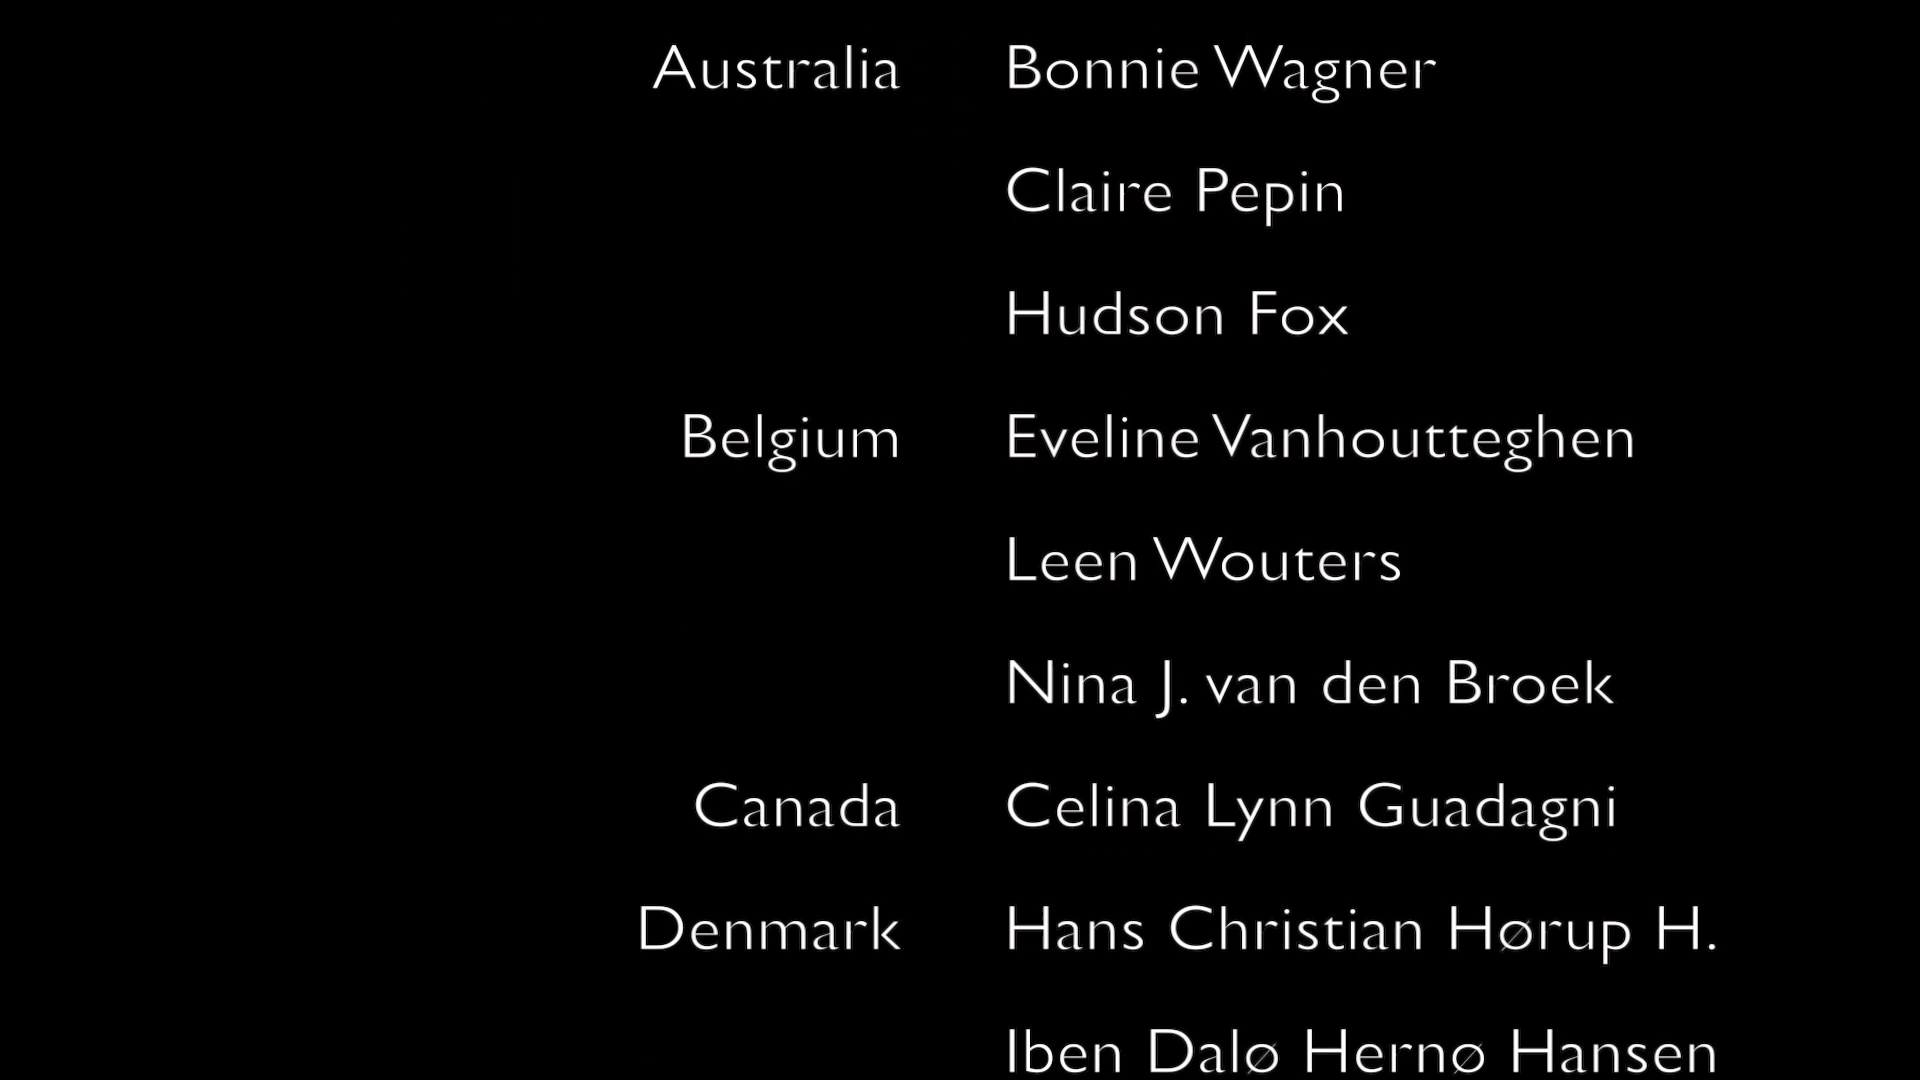 Australia Bonnie Wagner
Claire Pepin
Hudson Fox
Belgium Eveline Vanhoutteghen
Leen Wouters
Nina J. van den Broek
Canada Celina Lynn Guadagni
Denmark Hans Christian Hørup H.
Iben Dalø Hernø Hansen